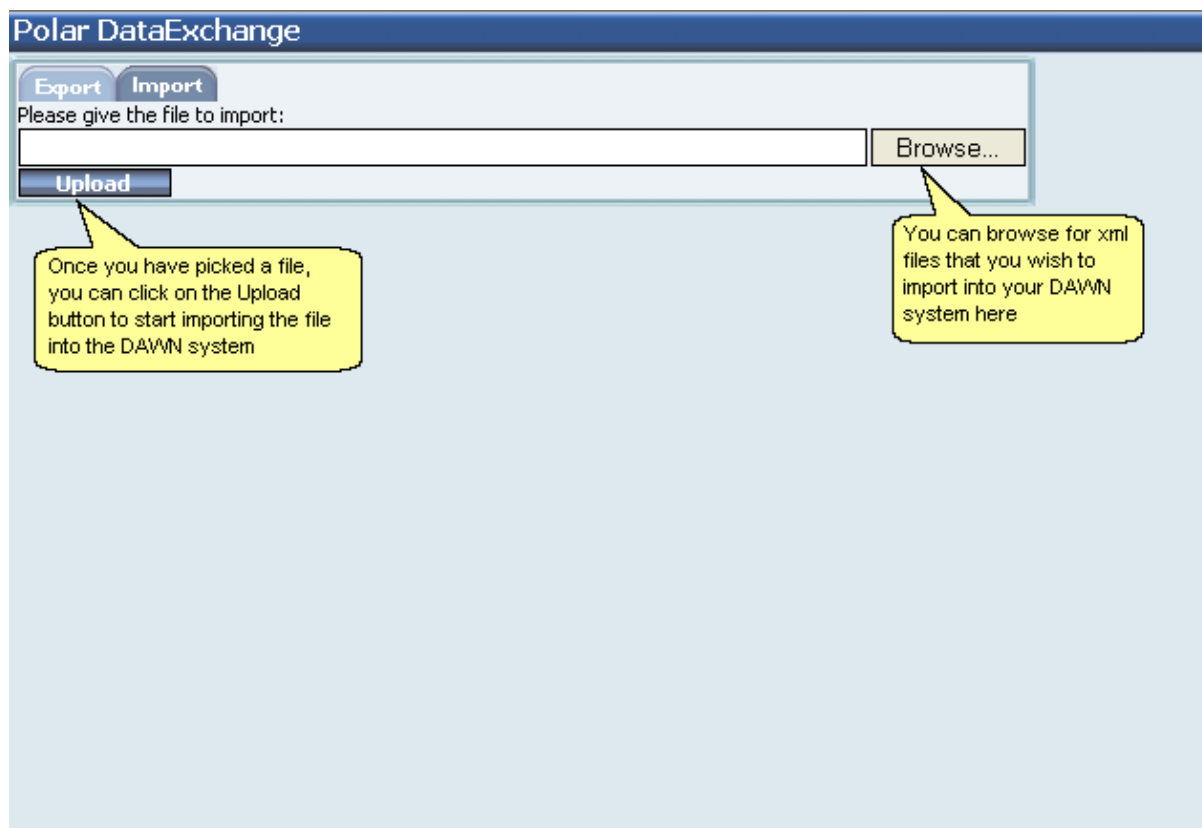 Polar DataExchange
Export Import
Please give the file to import:
Browse...
Upload
Once you have picked a file,
you can click on the Upload
button to start importing the file
into the DAWN system
You can browse for xml
files that you wish to
import into your DAWN
system here